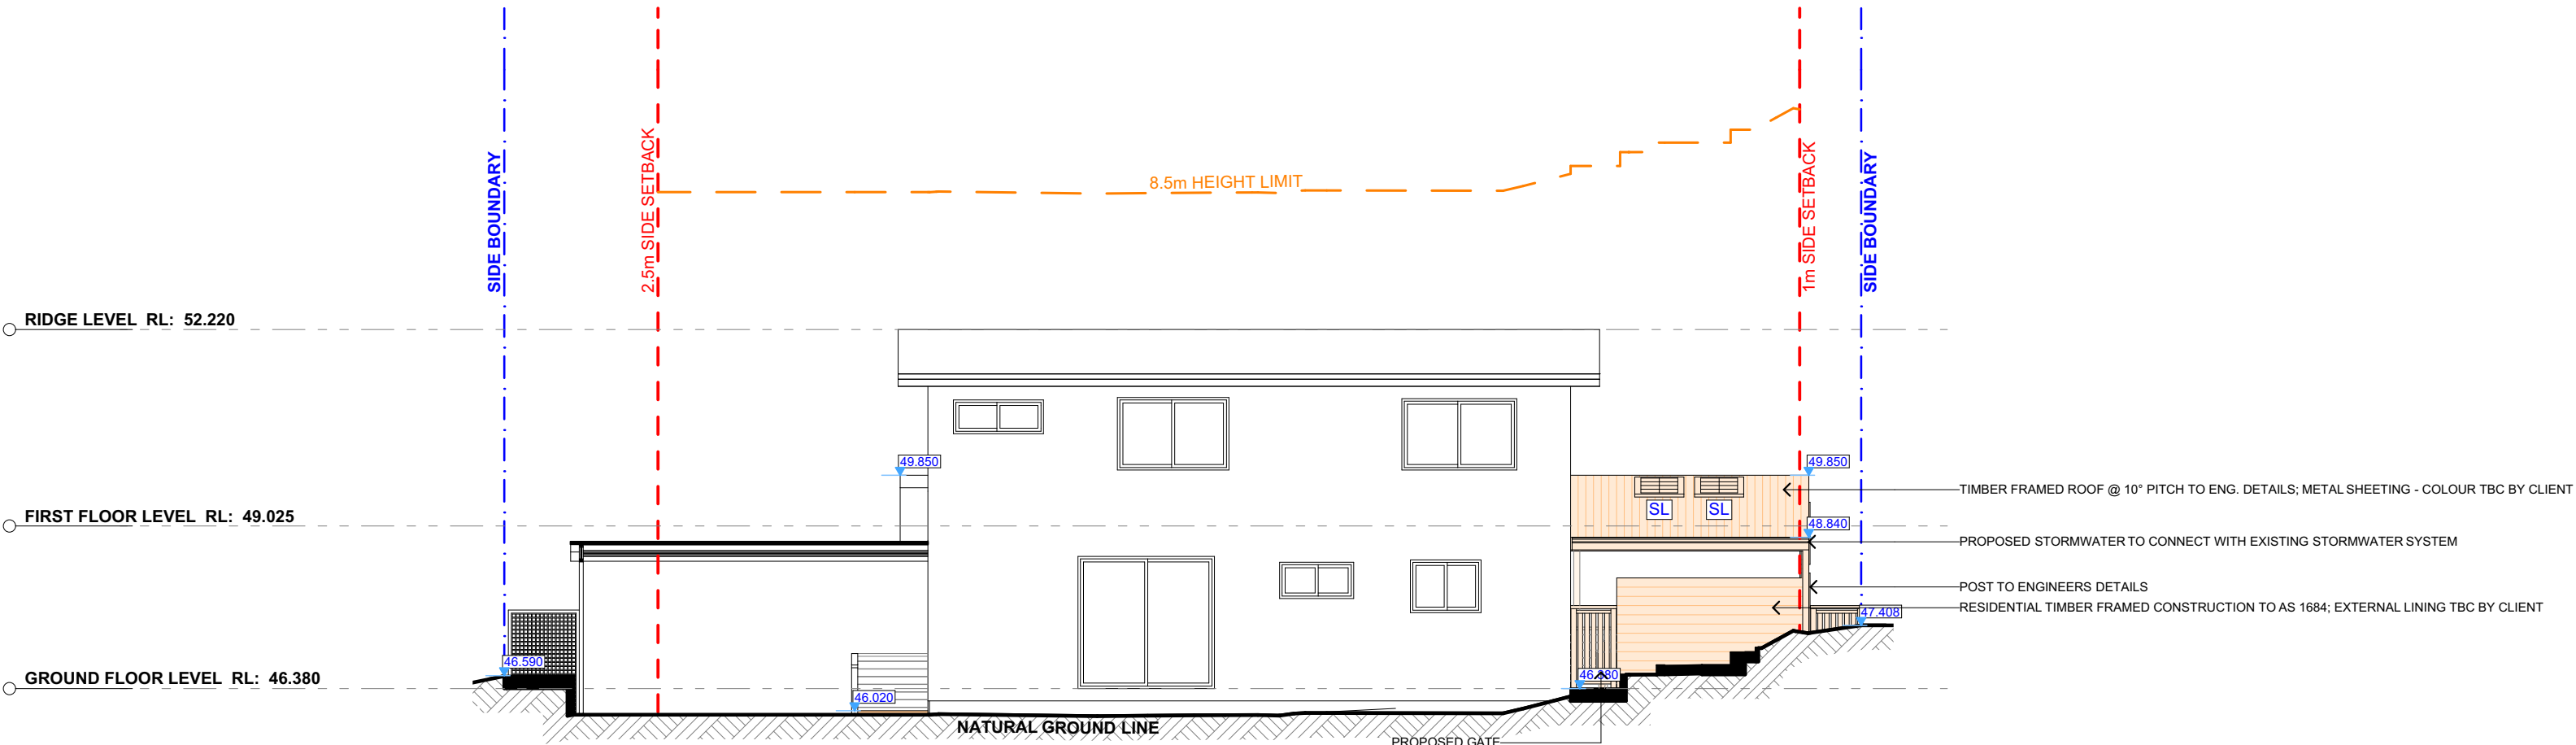 SIDE BOUNDARY
2.5m SIDE SETBACK
8.5m HEIGHT LIMIT
1m SIDE SETBACK
SIDE BOUNDARY
RIDGE LEVEL RL: 52.220
49.850
49.850
TIMBER FRAMED ROOF @ 10° PITCH TO ENG. DETAILS; METAL SHEETING - COLOUR TBC BY CLIENT
SL
SL
FIRST FLOOR LEVEL RL: 49.025
48.840
PROPOSED STORMWATER TO CONNECT WITH EXISTING STORMWATER SYSTEM
POST TO ENGINEERS DETAILS
RESIDENTIAL TIMBER FRAMED CONSTRUCTION TO AS 1684; EXTERNAL LINING TBC BY CLIENT
47.408
46.590
GROUND FLOOR LEVEL RL: 46.380
46.380
46.020
NATURAL GROUND LINE
PROPOSED GATE